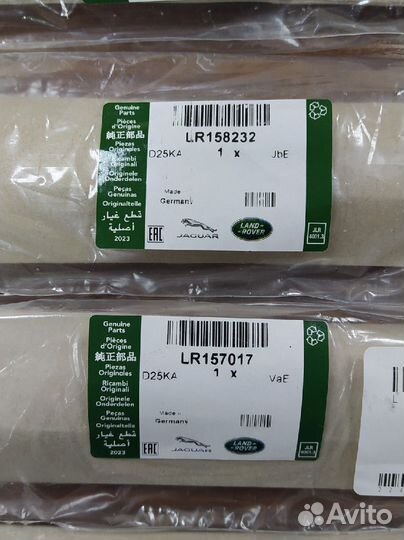 Genuine
Parts
Pièces
d'Origine
純正部品
Piezas
Originales
Ricambi
Originali
Originele
Onderdelen
Peças
Genuinas
Originalteile
قطع غيار
أصلية
2023
LR158232
D25KA 1 x JbE
Made
Germany
EAC
JAGUAR
LAND-
-ROVER
JLR
Genuine
Parts
Pièces
d'Origine
純正部品
Piezas
Originales
Ricambi
Originali
Originele
Onderdelen
Peças
Genuinas
Originalteile
قطع غيار
أصلية
2023
LR157017
D25KA 1 x VaE
Made
Germany
EAC
JAGUAR
LAND-
-ROVER
JLR
L
Avito